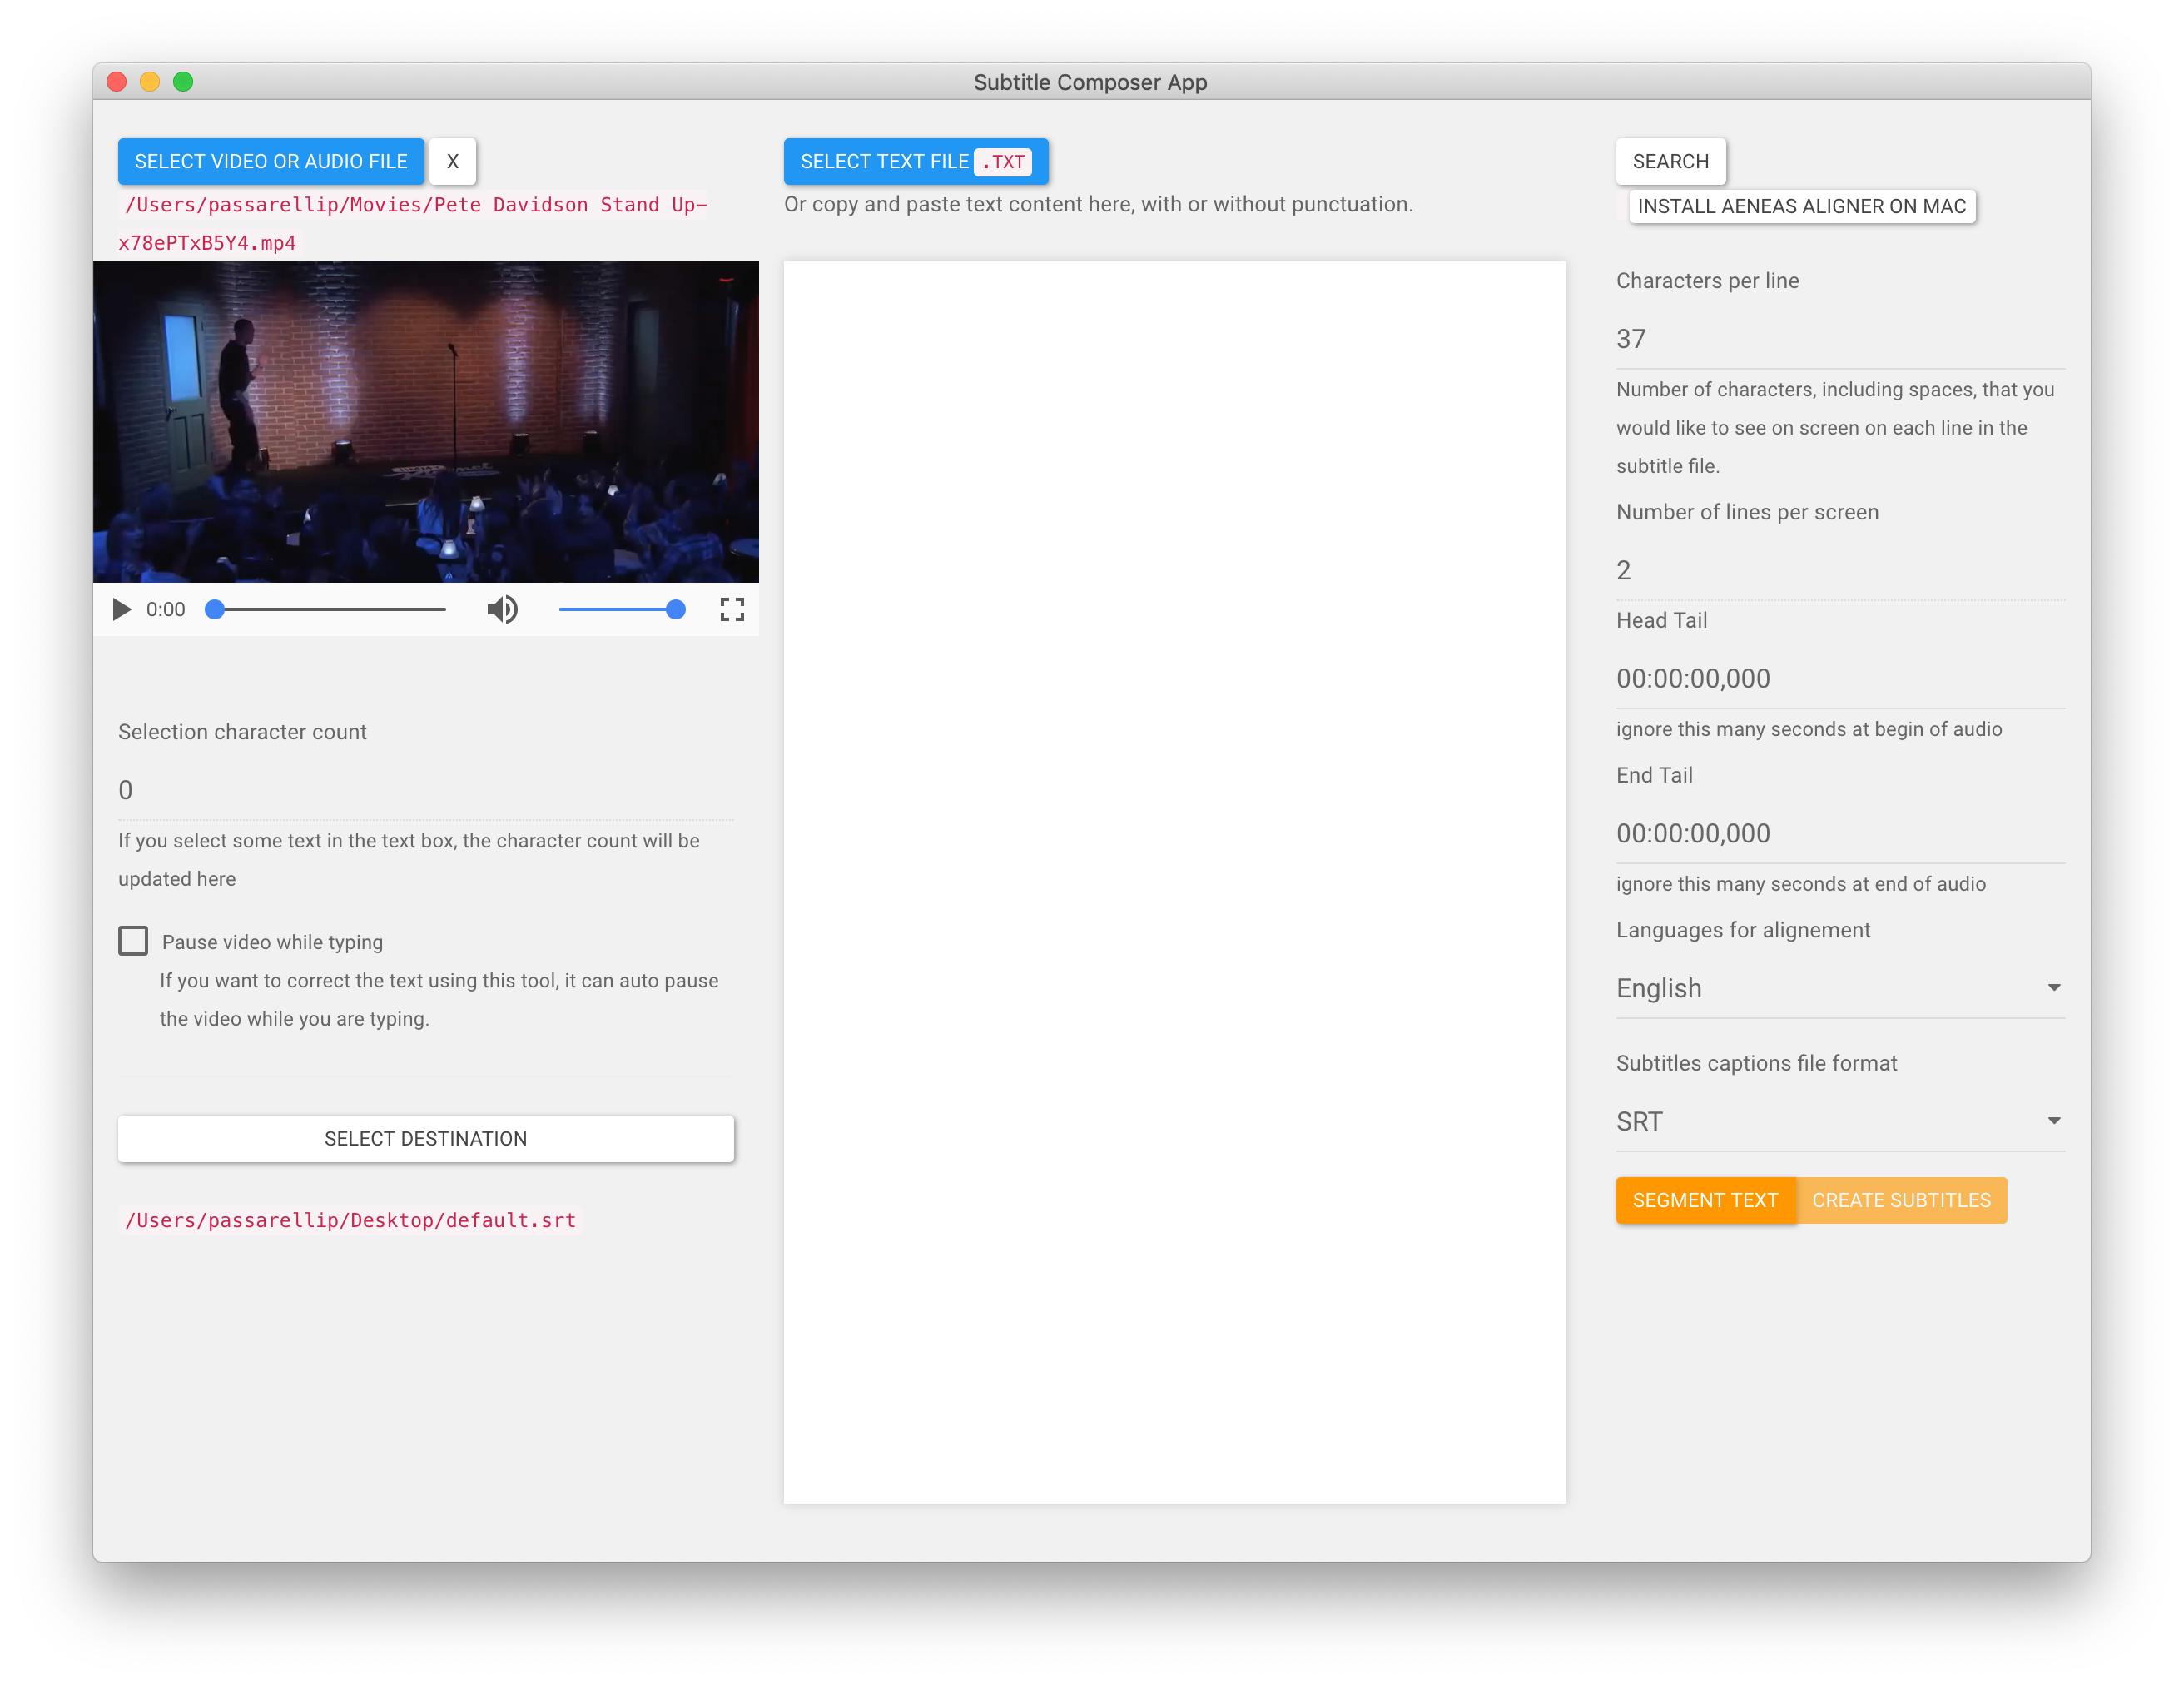 Subtitle Composer App
SELECT VIDEO OR AUDIO FILE
X
/Users/passarellip/Movies/Pete Davidson Stand Up-
x78ePTxB5Y4.mp4
0:00
Selection character count
0
If you select some text in the text box, the character count will be
updated here
Pause video while typing
If you want to correct the text using this tool, it can auto pause
the video while you are typing.
SELECT DESTINATION
/Users/passarellip/Desktop/default.srt
SELECT TEXT FILE .TXT
Or copy and paste text content here, with or without punctuation.
SEARCH
INSTALL AENEAS ALIGNER ON MAC
Characters per line
37
Number of characters, including spaces, that you
would like to see on screen on each line in the
subtitle file.
Number of lines per screen
2
Head Tail
00:00:00,000
ignore this many seconds at begin of audio
End Tail
00:00:00,000
ignore this many seconds at end of audio
Languages for alignement
English
Subtitles captions file format
SRT
SEGMENT TEXT
CREATE SUBTITLES